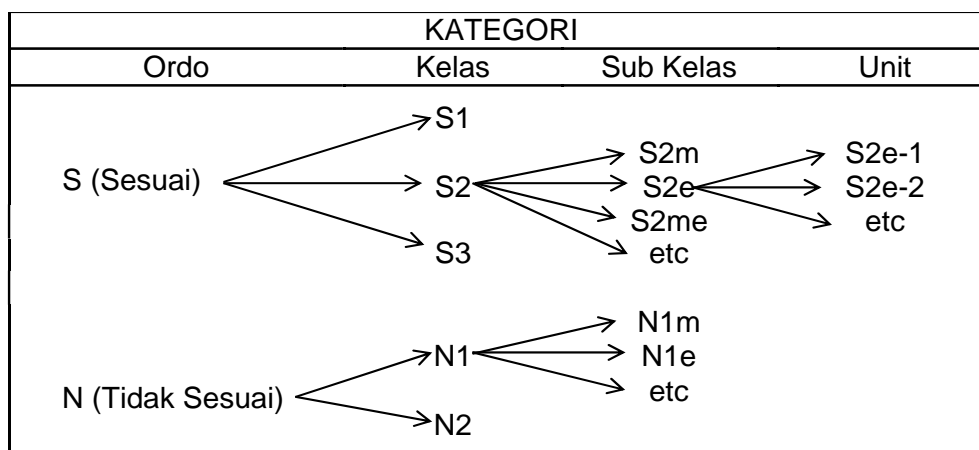 KATEGORI
Ordo Kelas Sub Kelas Unit
S1
S2m S2e-1
S (Sesuai) S2 S2e S2e-2
S2me etc
S3 etc
N1m
N1 N1e
N (Tidak Sesuai) etc
N2